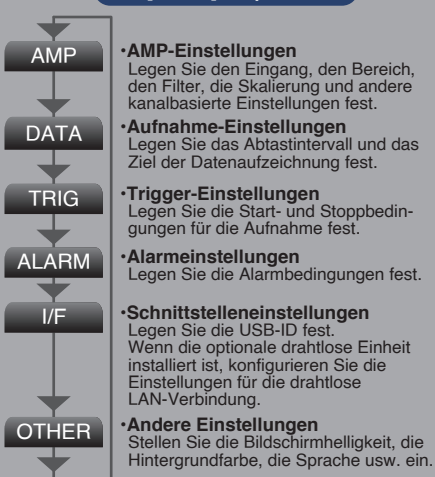 AMP
·AMP-Einstellungen
Legen Sie den Eingang, den Bereich,
den Filter, die Skalierung und andere
kanalbasierte Einstellungen fest.
DATA
·Aufnahme-Einstellungen
Legen Sie das Abtastintervall und das
Ziel der Datenaufzeichnung fest.
TRIG
·Trigger-Einstellungen
Legen Sie die Start- und Stoppbedin-
gungen für die Aufnahme fest.
ALARM
·Alarmeinstellungen
Legen Sie die Alarmbedingungen fest.
I/F
·Schnittstelleneinstellungen
Legen Sie die USB-ID fest.
Wenn die optionale drahtlose Einheit
installiert ist, konfigurieren Sie die
Einstellungen für die drahtlose
LAN-Verbindung.
OTHER
·Andere Einstellungen
Stellen Sie die Bildschirmhelligkeit, die
Hintergrundfarbe, die Sprache usw. ein.